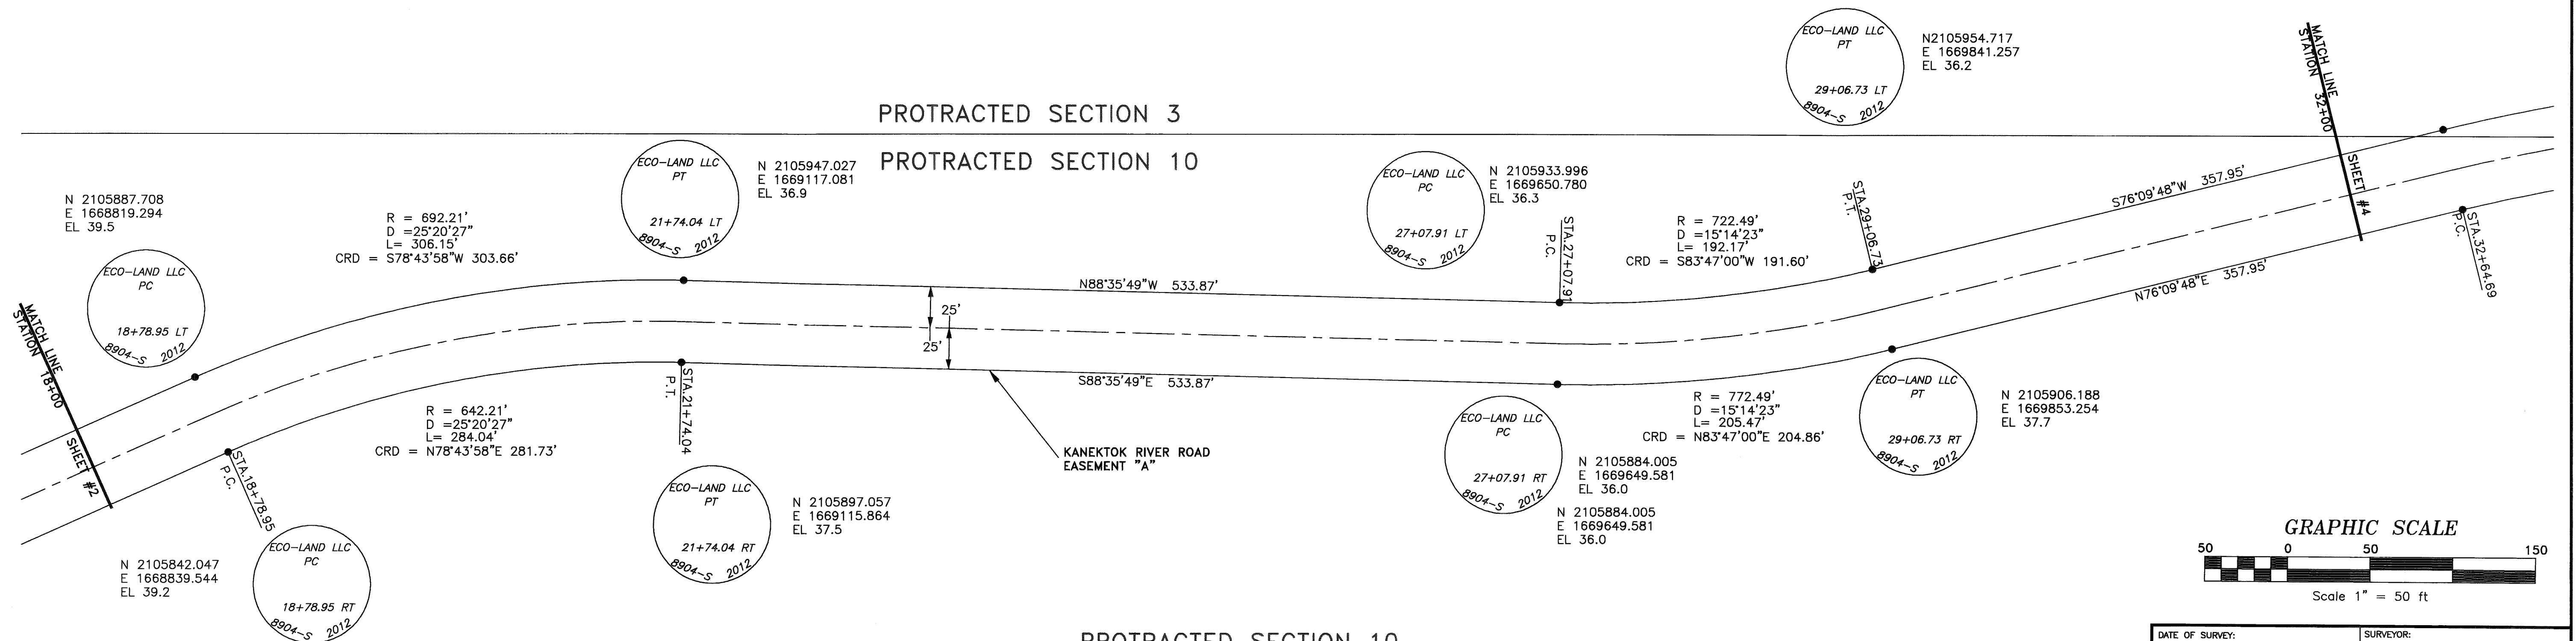 PROTRACTED SECTION 3
PROTRACTED SECTION 10
N 2105887.708
E 1668819.294
EL 39.5
ECO-LAND LLC
PC
18+78.95 LT
8904-S 2012
MATCH LINE
STATION 18+00
SHEET #2
R = 692.21'
D =25°20'27"
L= 306.15'
CRD = S78°43'58"W 303.66'
ECO-LAND LLC
PT
21+74.04 LT
8904-S 2012
N 2105947.027
E 1669117.081
EL 36.9
N88°35'49"W 533.87'
25'
25'
S88°35'49"E 533.87'
KANEKTOK RIVER ROAD
EASEMENT "A"
STA.18+78.95
P.C.
N 2105842.047
E 1668839.544
EL 39.2
ECO-LAND LLC
PC
18+78.95 RT
8904-S 2012
R = 642.21'
D =25°20'27"
L= 284.04'
CRD = N78°43'58"E 281.73'
STA.21+74.04
P.T.
ECO-LAND LLC
PT
21+74.04 RT
8904-S 2012
N 2105897.057
E 1669115.864
EL 37.5
ECO-LAND LLC
PC
27+07.91 LT
8904-S 2012
N 2105933.996
E 1669650.780
EL 36.3
STA.27+07.91
P.C.
R = 722.49'
D =15°14'23"
L= 192.17'
CRD = S83°47'00"W 191.60'
ECO-LAND LLC
PT
29+06.73 LT
8904-S 2012
N2105954.717
E 1669841.257
EL 36.2
STA.29+06.73
P.T.
S76°09'48"W 357.95'
N76°09'48"E 357.95'
MATCH LINE
STATION 32+00
SHEET #4
STA.32+64.69
P.C.
ECO-LAND LLC
PC
27+07.91 RT
8904-S 2012
N 2105884.005
E 1669649.581
EL 36.0
N 2105884.005
E 1669649.581
EL 36.0
R = 772.49'
D =15°14'23"
L= 205.47'
CRD = N83°47'00"E 204.86'
ECO-LAND LLC
PT
29+06.73 RT
8904-S 2012
N 2105906.188
E 1669853.254
EL 37.7
GRAPHIC SCALE
50 0 50 150
Scale 1" = 50 ft
PROTRACTED SECTION 10
DATE OF SURVEY:
SURVEYOR: